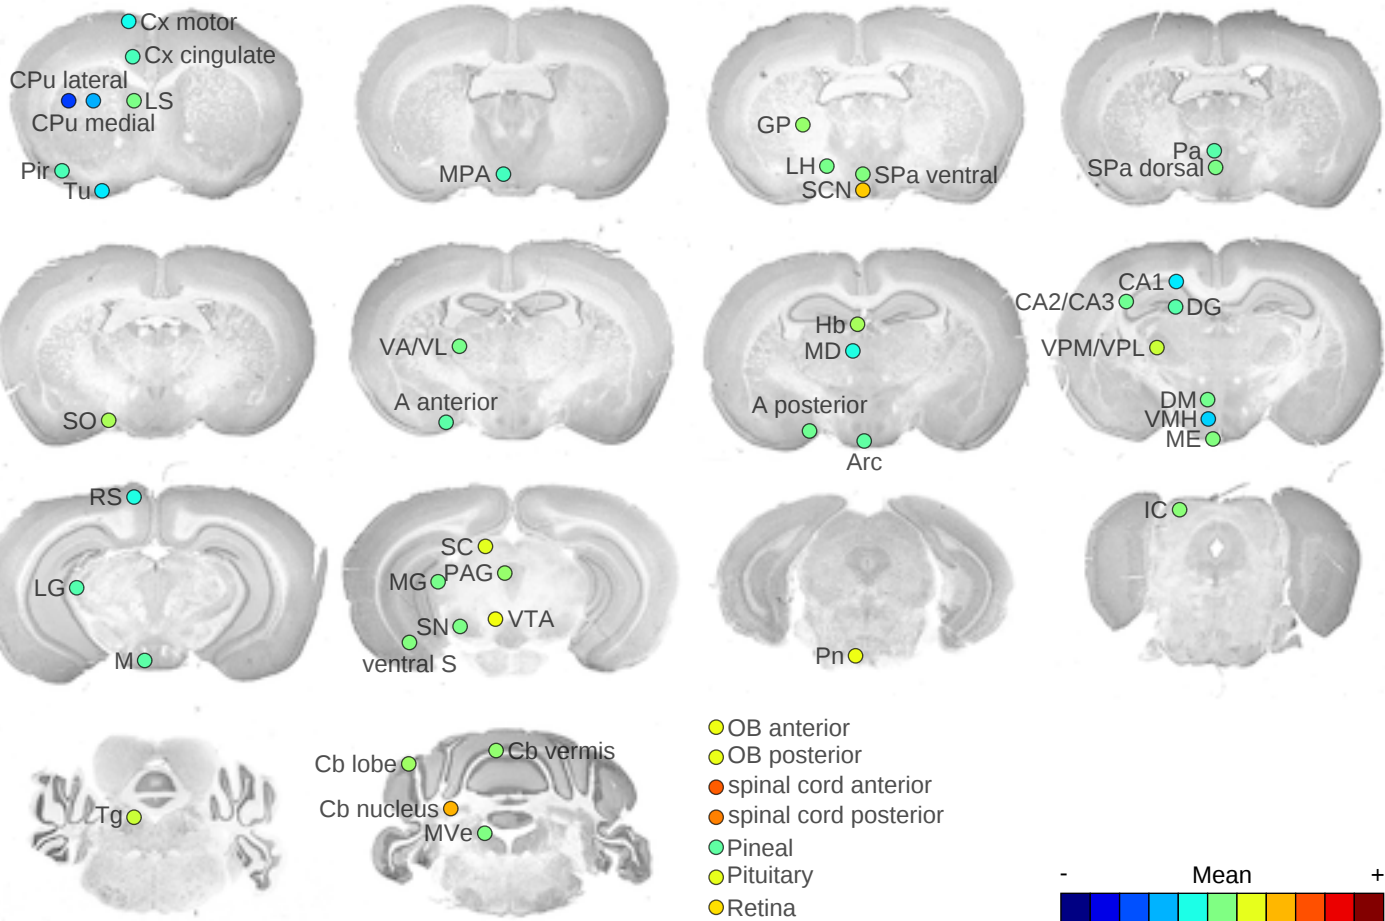 Cx motor
Cx cingulate
CPu lateral
LS
CPu medial
Pir
Tu
MPA
GP
LH
SPa ventral
SCN
Pa
SPa dorsal
SO
VA/VL
A anterior
Hb
MD
A posterior
Arc
CA1
CA2/CA3
DG
VPM/VPL
DM
VMH
ME
RS
LG
M
SC
PAG
MG
VTA
SN
ventral S
Pn
IC
Tg
Cb lobe
Cb vermis
Cb nucleus
MVe
OB anterior
OB posterior
spinal cord anterior
spinal cord posterior
Pineal
Pituitary
Retina
- Mean +